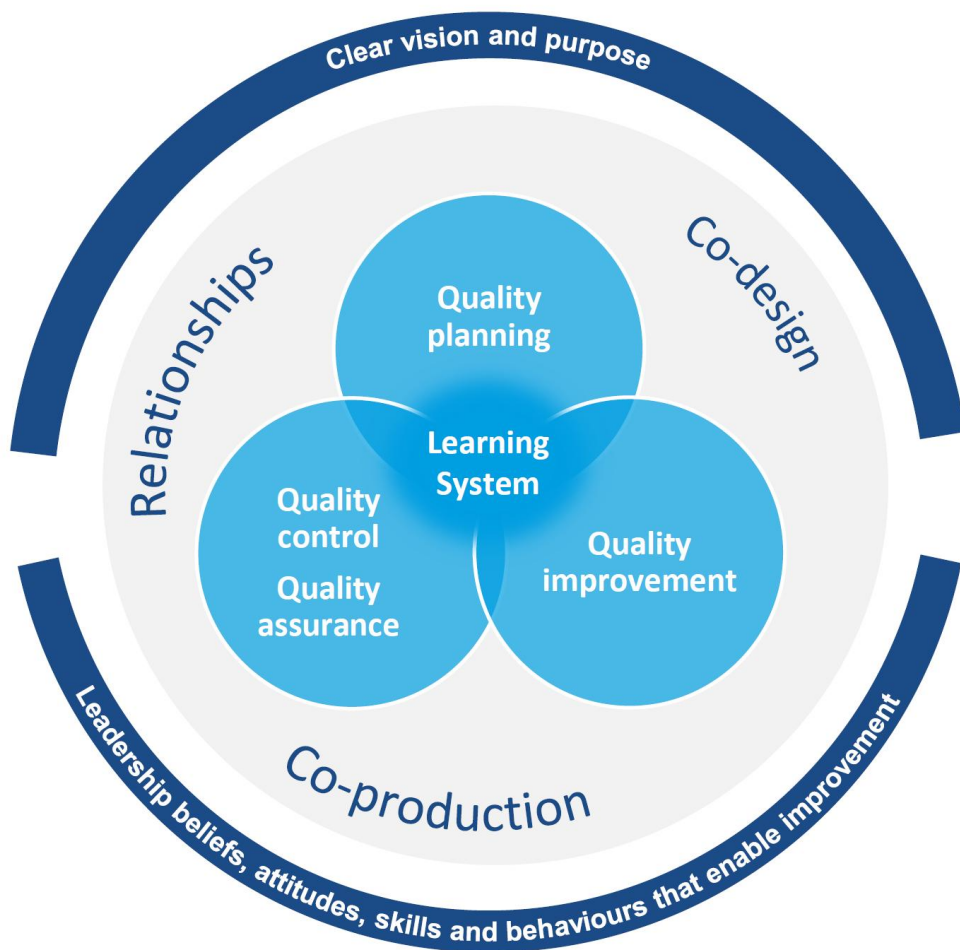 Clear vision and purpose
Relationships
Co-design
Quality
planning
Learning
System
Quality
control
Quality
assurance
Quality
improvement
Co-production
Leadership beliefs, attitudes, skills and behaviours that enable improvement